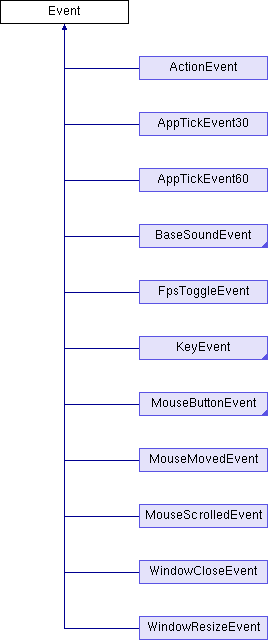 Event
ActionEvent
AppTickEvent30
AppTickEvent60
BaseSoundEvent
FpsToggleEvent
KeyEvent
MouseButtonEvent
MouseMovedEvent
MouseScrolledEvent
WindowCloseEvent
WindowResizeEvent